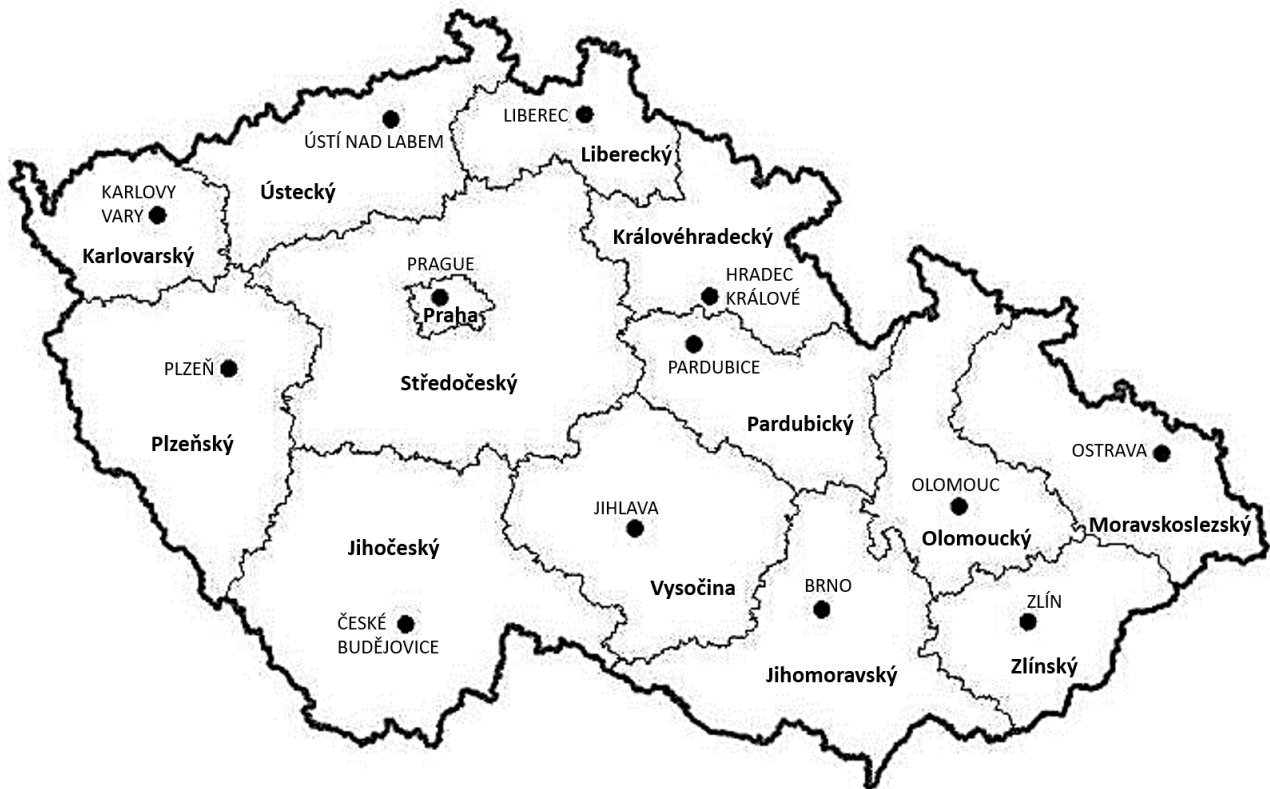 LIBEREC
Liberecký
ÚSTÍ NAD LABEM
Ústecký
KARLOVY
VARY
Karlovarský
Královéhradecký
HRADEC
KRÁLOVÉ
PRAGUE
Praha
Středočeský
PLZEŇ
Plzeňský
PARDUBICE
Pardubický
OSTRAVA
Moravskoslezský
OLOMOUC
Olomoucký
JIHLAVA
Vysočina
Jihočeský
ČESKE
BUDĚJOVICE
BRNO
Jihomoravský
ZLÍN
Zlínský